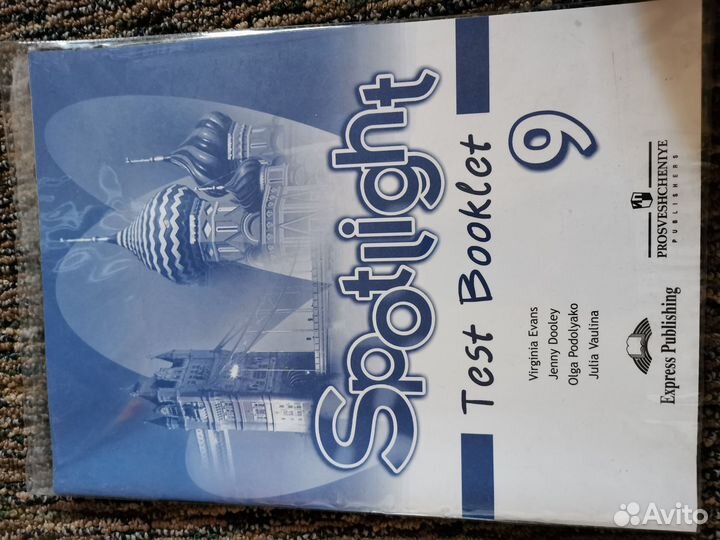 Spotlight
Test Booklet
9
Virginia Evans
Jenny Dooley
Olga Podolyako
Julia Vaulina
Express Publishing
PROSVESHCHENIYE
PUBLISHERS
Avito